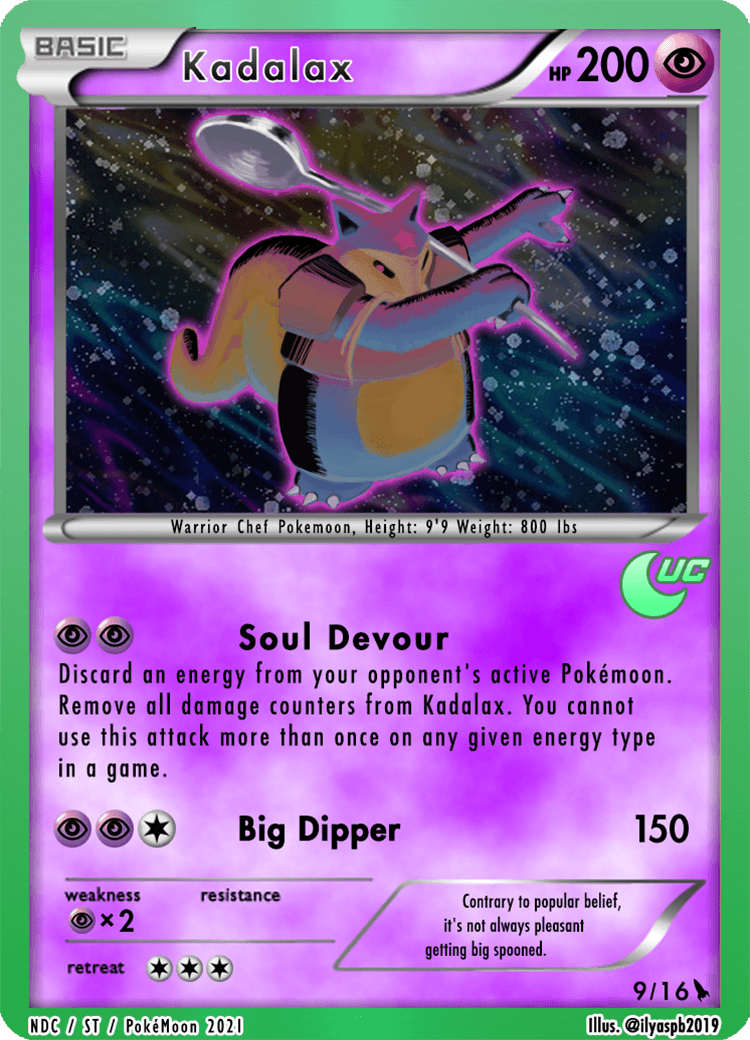 BASIC
Kadalax
HP 200
Warrior Chef Pokemoon, Height: 9'9 Weight: 800 lbs
UC
Soul Devour
Discard an energy from your opponent's active Pokémoon.
Remove all damage counters from Kadalax. You cannot
use this attack more than once on any given energy type
in a game.
Big Dipper 150
weakness resistance
×2
Contrary to popular belief,
it's not always pleasant
getting big spooned.
retreat
9/16
NDC / ST / PokéMoon 2021
Illus. @ilyaspb2019